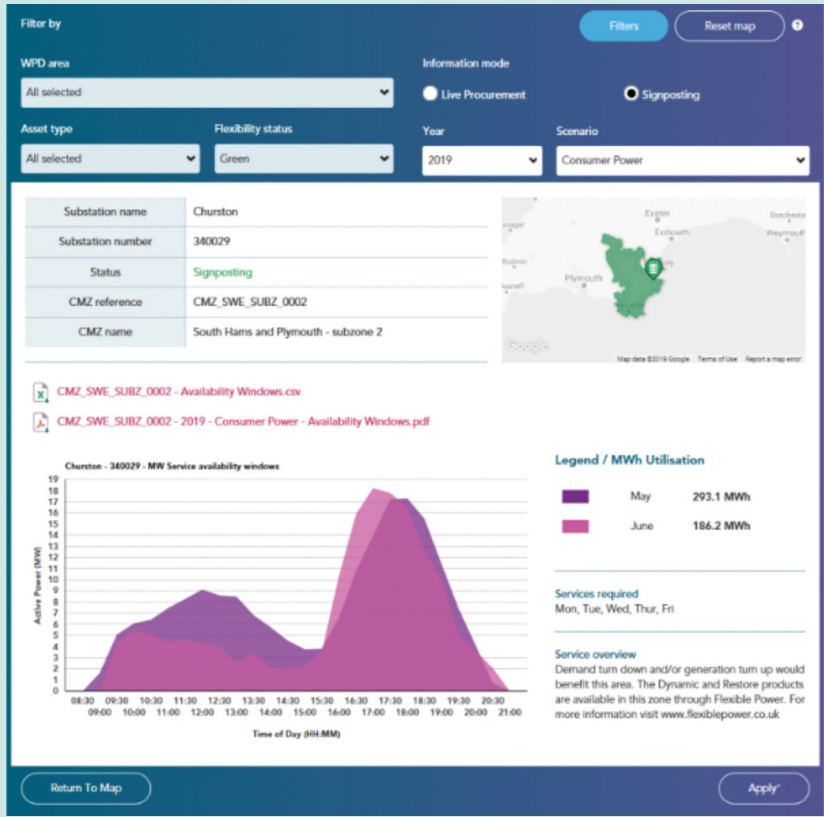 Filter by
Filters
Reset map
?
WPD area
Information mode
All selected
Live Procurement
Signposting
Asset type
Flexibility status
Year
Scenario
All selected
Green
2019
Consumer Power
Substation name Churston
Substation number 340029
Status Signposting
CMZ reference CMZ_SWE_SUBZ_0002
CMZ name South Hams and Plymouth - subzone 2
Exeter
Exmouth
Weymouth
Bodmin
Plymouth
Google
Map data ©2019 Google Terms of Use Report a map error
CMZ_SWE_SUBZ_0002 - Availability Windows.csv
CMZ_SWE_SUBZ_0002 - 2019 - Consumer Power - Availability Windows.pdf
Churston - 340029 - MW Service availability windows
Active Power (MW)
19
18
17
16
15
14
13
12
11
10
9
8
7
6
5
4
3
2
1
0
08:30 09:30 10:30 11:30 12:30 13:30 14:30 15:30 16:30 17:30 18:30 19:30 20:30
09:00 10:00 11:00 12:00 13:00 14:00 15:00 16:00 17:00 18:00 19:00 20:00 21:00
Time of Day (HH:MM)
Legend / MWh Utilisation
May 293.1 MWh
June 186.2 MWh
Services required
Mon, Tue, Wed, Thur, Fri
Service overview
Demand turn down and/or generation turn up would
benefit this area. The Dynamic and Restore products
are available in this zone through Flexible Power. For
more information visit www.flexiblepower.co.uk
Return To Map
Apply'